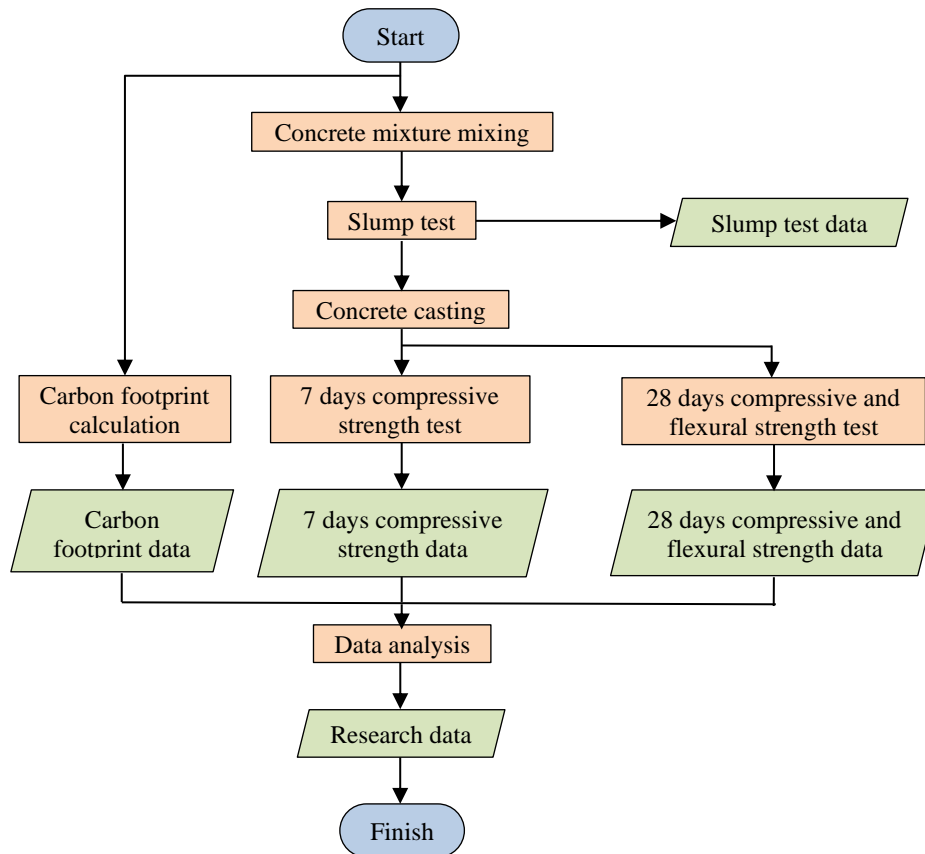 Start
Concrete mixture mixing
Slump test
Slump test data
Concrete casting
Carbon footprint
calculation
7 days compressive
strength test
28 days compressive and
flexural strength test
Carbon
footprint data
7 days compressive
strength data
28 days compressive and
flexural strength data
Data analysis
Research data
Finish